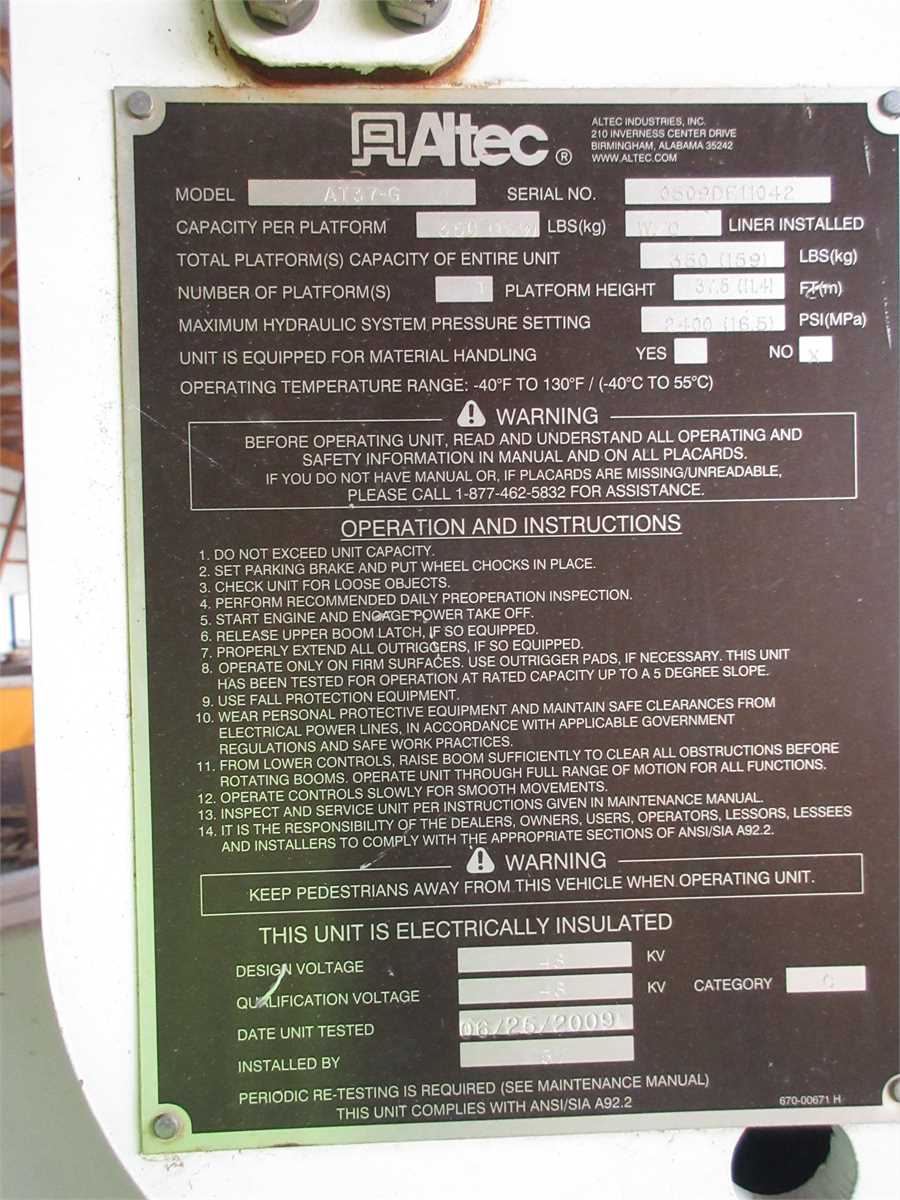 Altec ®
ALTEC INDUSTRIES, INC.
210 INVERNESS CENTER DRIVE
BIRMINGHAM, ALABAMA 35242
WWW.ALTEC.COM
MODEL AT37-G SERIAL NO.
CAPACITY PER PLATFORM LBS(kg) LINER INSTALLED
TOTAL PLATFORM(S) CAPACITY OF ENTIRE UNIT 350 (159) LBS(kg)
NUMBER OF PLATFORM(S) 1 PLATFORM HEIGHT 37.5 (11.4) FT(m)
MAXIMUM HYDRAULIC SYSTEM PRESSURE SETTING 2400 (16.5) PSI(MPa)
UNIT IS EQUIPPED FOR MATERIAL HANDLING YES NO X
OPERATING TEMPERATURE RANGE: -40°F TO 130°F / (-40°C TO 55°C)
WARNING
BEFORE OPERATING UNIT, READ AND UNDERSTAND ALL OPERATING AND
SAFETY INFORMATION IN MANUAL AND ON ALL PLACARDS.
IF YOU DO NOT HAVE MANUAL OR, IF PLACARDS ARE MISSING/UNREADABLE,
PLEASE CALL 1-877-462-5832 FOR ASSISTANCE.
OPERATION AND INSTRUCTIONS
1. DO NOT EXCEED UNIT CAPACITY.
2. SET PARKING BRAKE AND PUT WHEEL CHOCKS IN PLACE.
3. CHECK UNIT FOR LOOSE OBJECTS.
4. PERFORM RECOMMENDED DAILY PREOPERATION INSPECTION.
5. START ENGINE AND ENGAGE POWER TAKE OFF.
6. RELEASE UPPER BOOM LATCH, IF SO EQUIPPED.
7. PROPERLY EXTEND ALL OUTRIGGERS, IF SO EQUIPPED.
8. OPERATE ONLY ON FIRM SURFACES. USE OUTRIGGER PADS, IF NECESSARY. THIS UNIT
HAS BEEN TESTED FOR OPERATION AT RATED CAPACITY UP TO A 5 DEGREE SLOPE.
9. USE FALL PROTECTION EQUIPMENT.
10. WEAR PERSONAL PROTECTIVE EQUIPMENT AND MAINTAIN SAFE CLEARANCES FROM
ELECTRICAL POWER LINES, IN ACCORDANCE WITH APPLICABLE GOVERNMENT
REGULATIONS AND SAFE WORK PRACTICES.
11. FROM LOWER CONTROLS, RAISE BOOM SUFFICIENTLY TO CLEAR ALL OBSTRUCTIONS BEFORE
ROTATING BOOMS. OPERATE UNIT THROUGH FULL RANGE OF MOTION FOR ALL FUNCTIONS.
12. OPERATE CONTROLS SLOWLY FOR SMOOTH MOVEMENTS.
13. INSPECT AND SERVICE UNIT PER INSTRUCTIONS GIVEN IN MAINTENANCE MANUAL.
14. IT IS THE RESPONSIBILITY OF THE DEALERS, OWNERS, USERS, OPERATORS, LESSORS, LESSEES
AND INSTALLERS TO COMPLY WITH THE APPROPRIATE SECTIONS OF ANSI/SIA A92.2.
WARNING
KEEP PEDESTRIANS AWAY FROM THIS VEHICLE WHEN OPERATING UNIT.
THIS UNIT IS ELECTRICALLY INSULATED
DESIGN VOLTAGE KV
QUALIFICATION VOLTAGE KV CATEGORY C
DATE UNIT TESTED 06/25/2009
INSTALLED BY
PERIODIC RE-TESTING IS REQUIRED (SEE MAINTENANCE MANUAL)
THIS UNIT COMPLIES WITH ANSI/SIA A92.2
670-00671 H